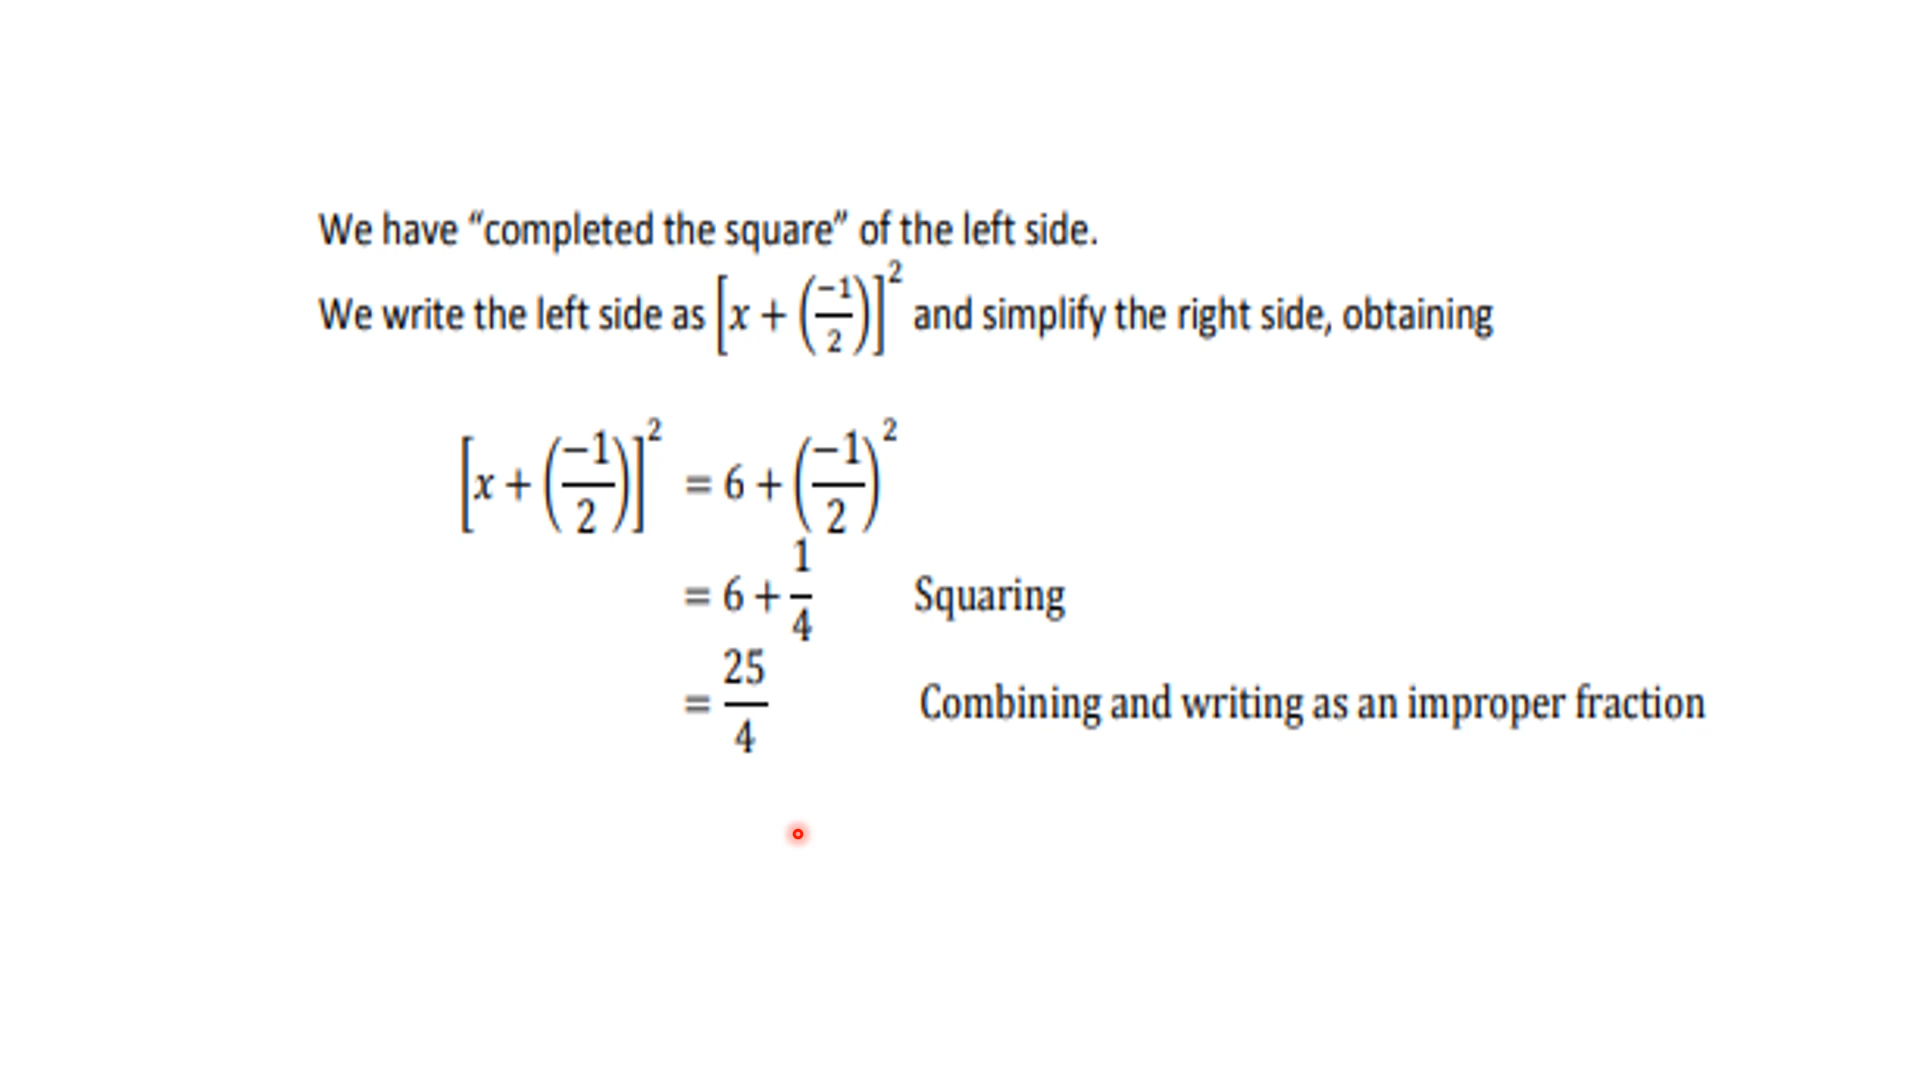 We have “completed the square” of the left side.
We write the left side as [x + (−1/2)]² and simplify the right side, obtaining
[x + (−1/2)]² = 6 + (−1/2)²
= 6 + 1/4 Squaring
= 25/4 Combining and writing as an improper fraction